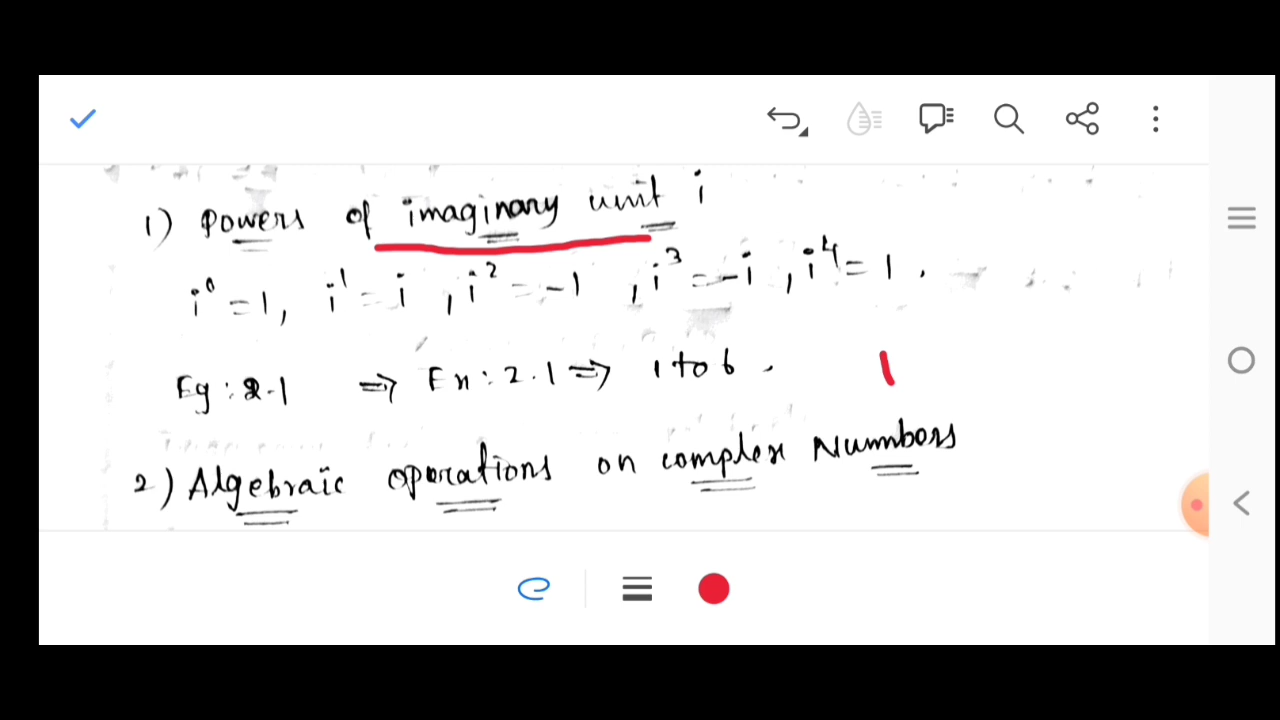 1) Powers of imaginary unit i
i⁰ = 1, i¹ = i, i² = -1, i³ = -i, i⁴ = 1.
Eg: 2.1 ⇒ Ex: 2.1 ⇒ 1 to 6.
2) Algebraic operations on complex Numbers